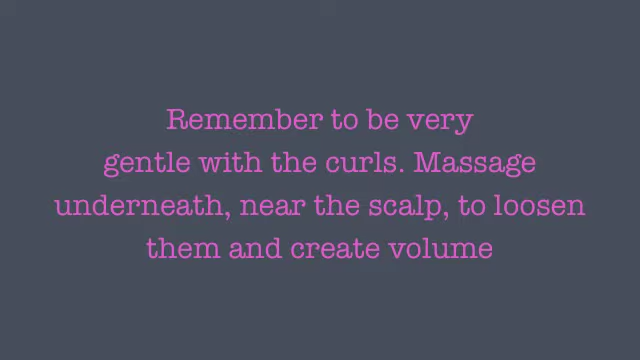 Remember to be very
gentle with the curls. Massage
underneath, near the scalp, to loosen
them and create volume